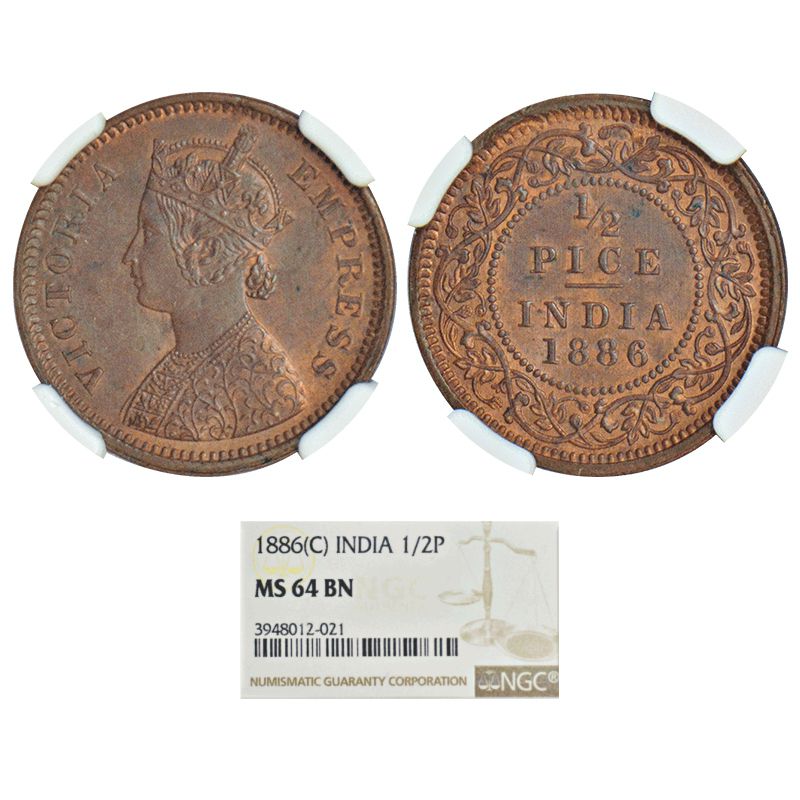 VICTORIA EMPRESS
1/2
PICE
INDIA
1886
1886(C) INDIA 1/2P
MS 64 BN
3948012-021
NGC
NUMISMATIC GUARANTY CORPORATION
NGC®